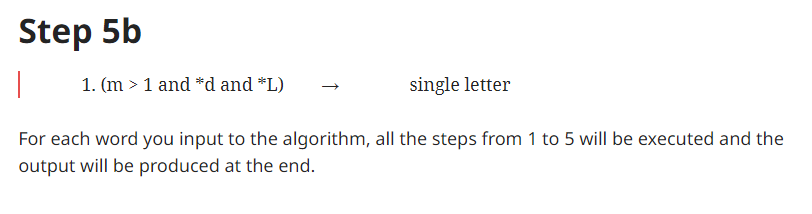 Step 5b
1. (m > 1 and *d and *L) → single letter
For each word you input to the algorithm, all the steps from 1 to 5 will be executed and the
output will be produced at the end.